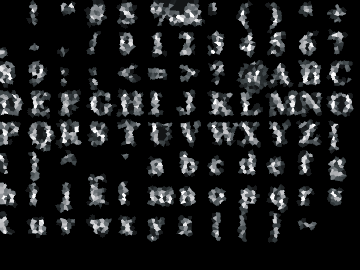 ! " # $ % & ' ( ) * +
, - . / 0 1 2 3 4 5 6 7
8 9 : ; < = > ? @ A B C
D E F G H I J K L M N O
P Q R S T U V W X Y Z [
\ ] ^ ` a b c d e f g
h i j k l m n o p q r s
t u v w x y z { | } ~